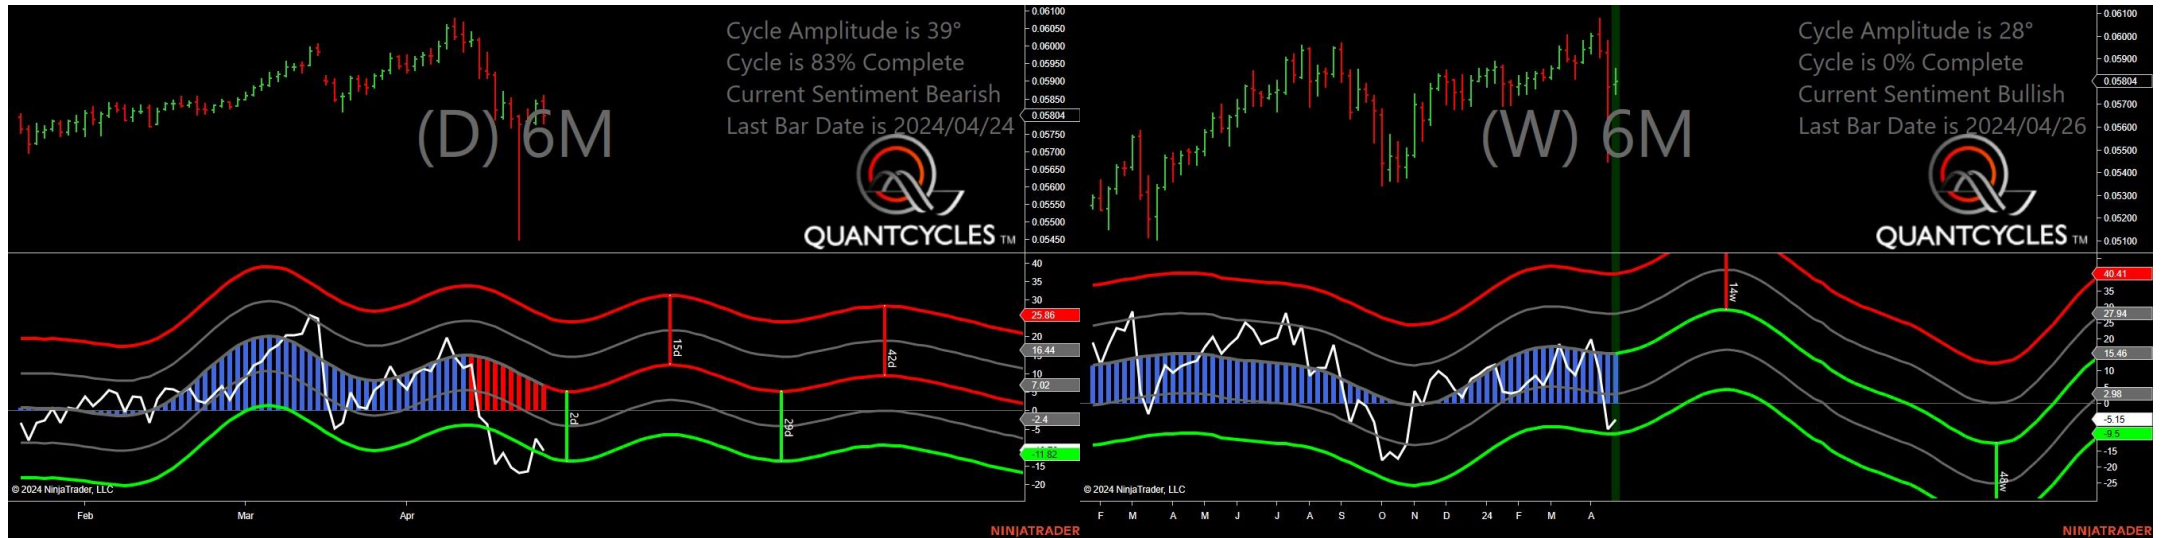 Cycle Amplitude is 39°
Cycle is 83% Complete
Current Sentiment Bearish
Last Bar Date is 2024/04/24
(D) 6M
QUANTCYCLES TM
0.06100
0.06050
0.06000
0.05950
0.05900
0.05850
0.05804
0.05750
0.05700
0.05650
0.05600
0.05550
0.05500
0.05450
40
35
30
25.86
20
16.44
10
7.02
5
0
-2.4
-5
-11.82
-15
-20
2d
15d
29d
42d
© 2024 NinjaTrader, LLC
Feb
Mar
Apr
NINJATRADER
Cycle Amplitude is 28°
Cycle is 0% Complete
Current Sentiment Bullish
Last Bar Date is 2024/04/26
(W) 6M
QUANTCYCLES TM
0.06100
0.06000
0.05900
0.05804
0.05700
0.05600
0.05500
0.05400
0.05300
0.05200
0.05100
40.41
35
30
27.94
25
20
15.46
10
5
2.98
0
-5.15
-9.5
-15
-20
-25
14w
48w
© 2024 NinjaTrader, LLC
F
M
A
M
J
J
A
S
O
N
D
24
F
M
A
NINJATRADER